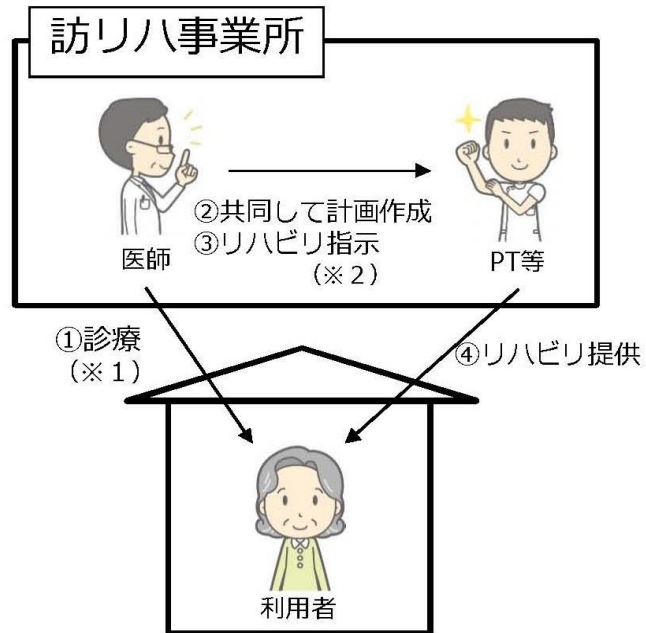 訪リハ事業所
②共同して計画作成
③リハビリ指示
（※２）
医師
PT等
①診療
（※１）
④リハビリ提供
利用者